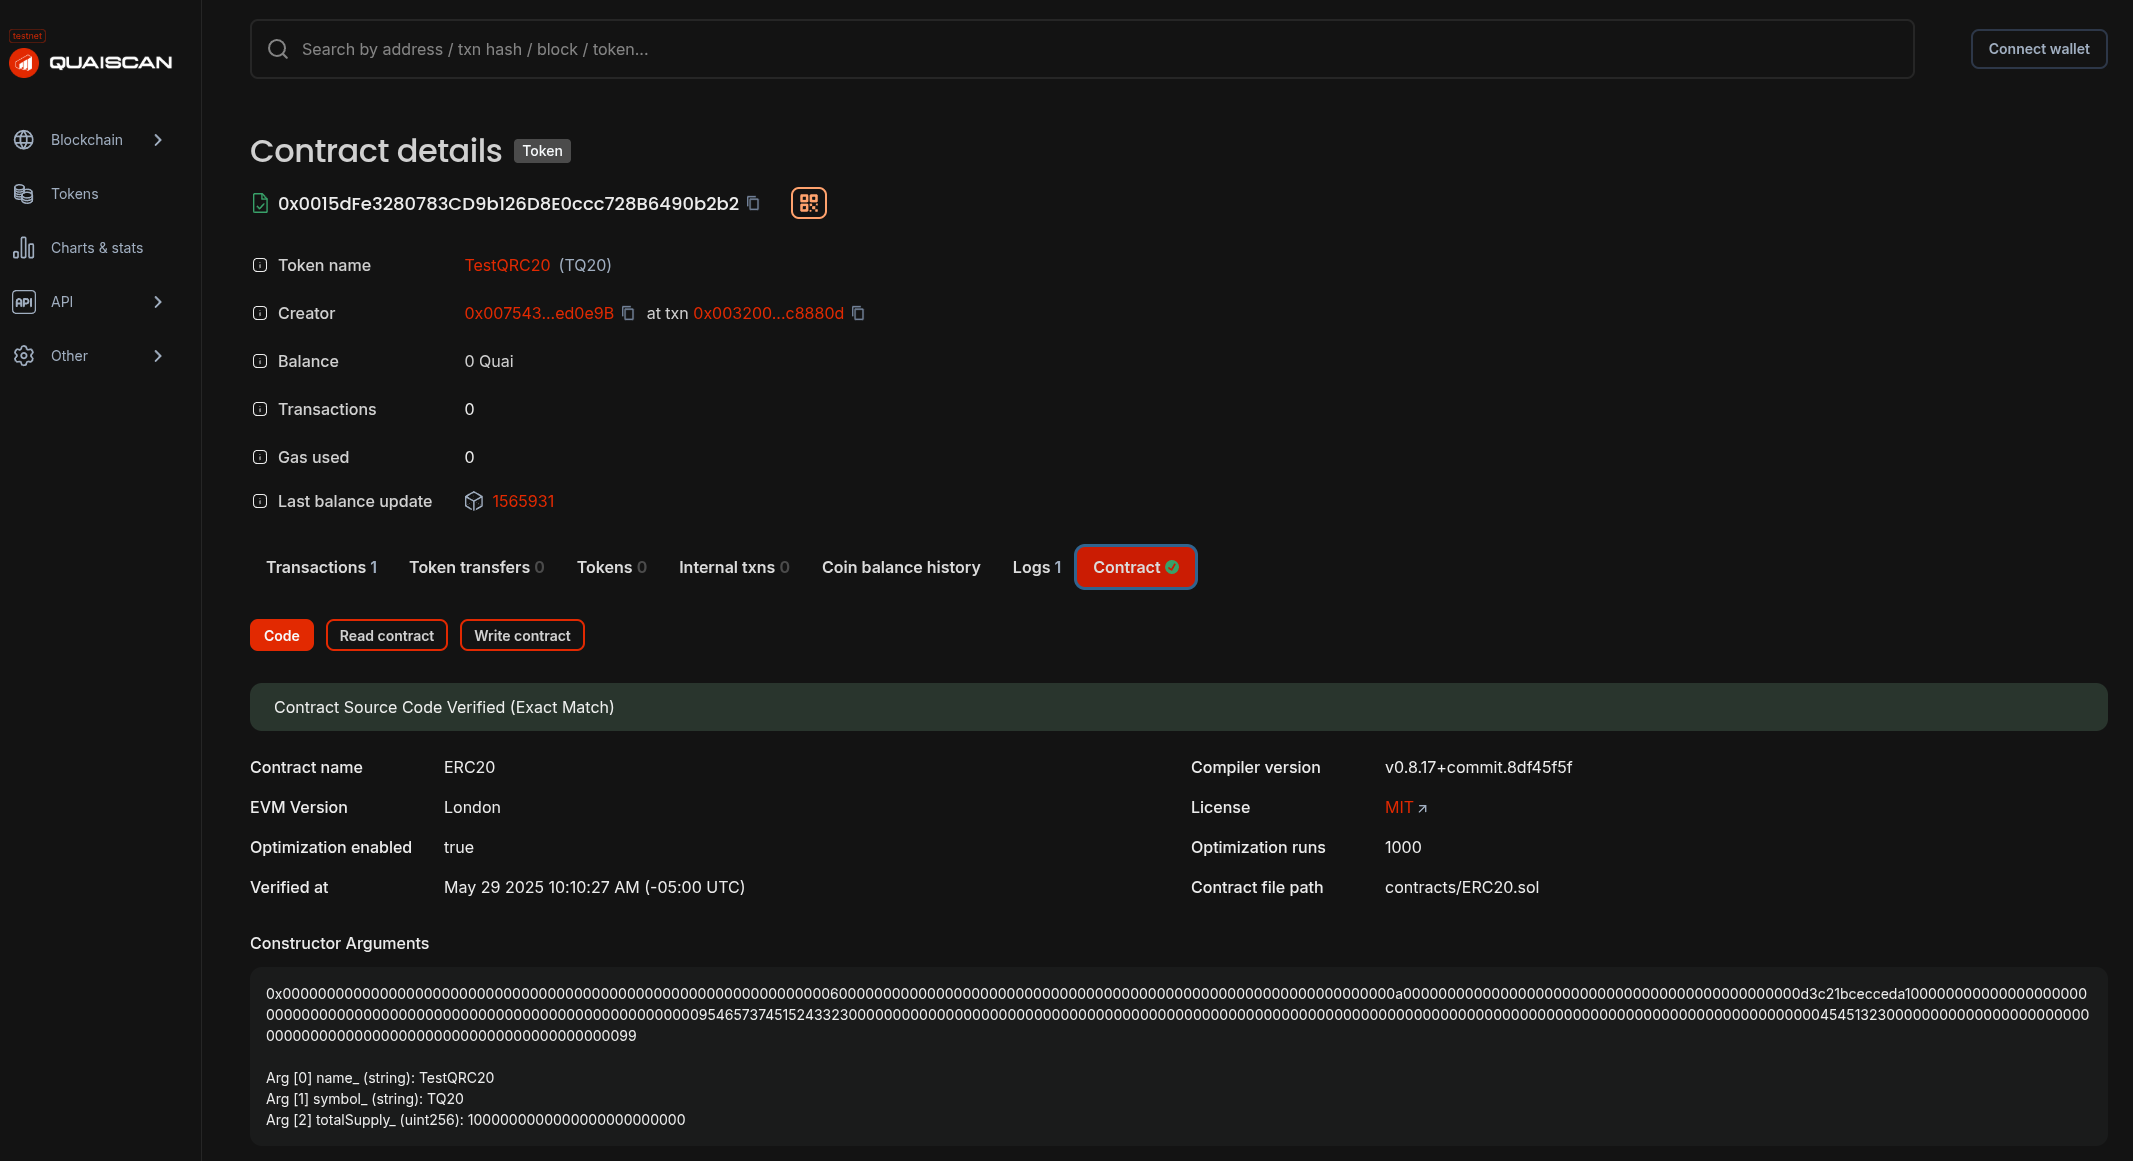 testnet
QUAISCAN
Search by address / txn hash / block / token...
Connect wallet
Blockchain
Tokens
Charts & stats
API
Other
Contract details Token
0x0015dFe3280783CD9b126D8E0ccc728B6490b2b2
Token name TestQRC20 (TQ20)
Creator 0x007543...ed0e9B at txn 0x003200...c8880d
Balance 0 Quai
Transactions 0
Gas used 0
Last balance update 1565931
Transactions 1 Token transfers 0 Tokens 0 Internal txns 0 Coin balance history Logs 1 Contract
Code Read contract Write contract
Contract Source Code Verified (Exact Match)
Contract name ERC20 Compiler version v0.8.17+commit.8df45f5f
EVM Version London License MIT
Optimization enabled true Optimization runs 1000
Verified at May 29 2025 10:10:27 AM (-05:00 UTC) Contract file path contracts/ERC20.sol
Constructor Arguments
Arg [0] name_ (string): TestQRC20
Arg [1] symbol_ (string): TQ20
Arg [2] totalSupply_ (uint256): 1000000000000000000000000